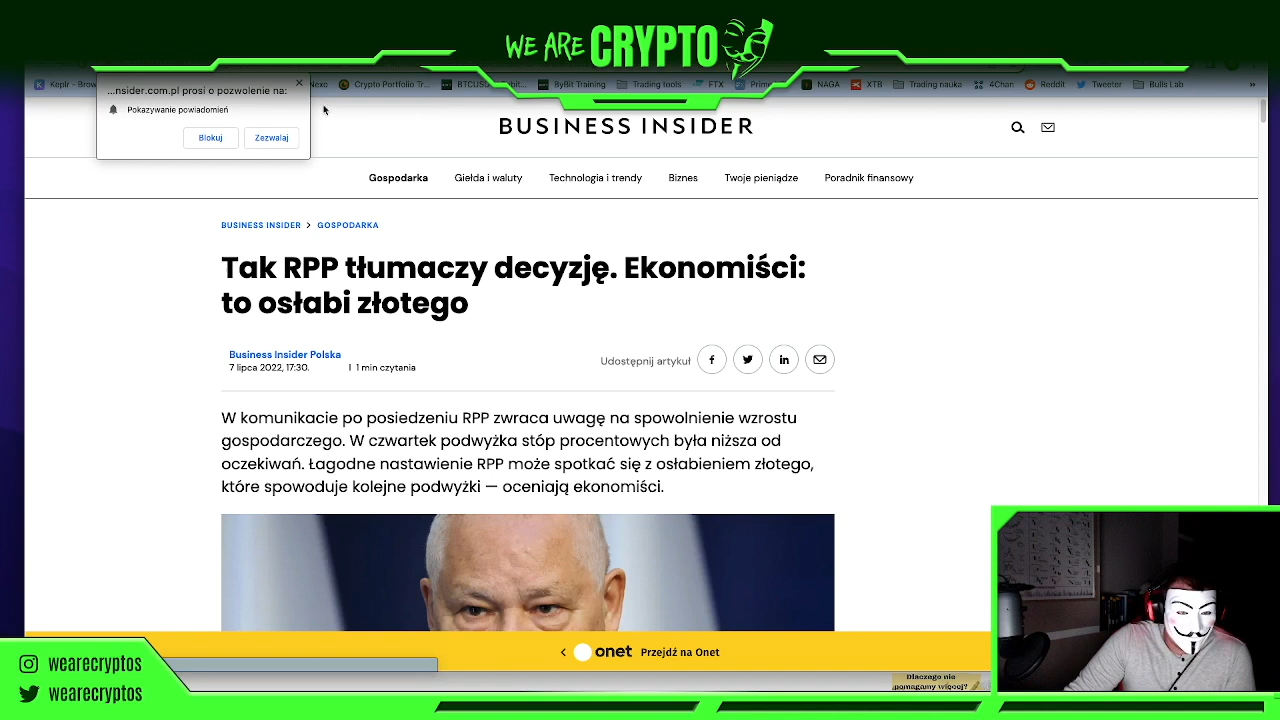 WE ARE CRYPTO
Keplr - Brow
Nexo
Crypto Portfolio Tr...
ByBit Training
Trading tools
FTX
NAGA
XTB
Trading nauka
4Chan
Reddit
Tweeter
Bulls Lab
»
.nsider.com.pl prosi o pozwolenie na:
Pokazywanie powiadomień
Blokuj
Zezwalaj
BUSINESS INSIDER
Gospodarka
Giełda i waluty
Technologia i trendy
Biznes
Twoje pieniądze
Poradnik finansowy
BUSINESS INSIDER > GOSPODARKA
Tak RPP tłumaczy decyzję. Ekonomiści:
to osłabi złotego
Business Insider Polska
7 lipca 2022, 17:30.
1 min czytania
Udostępnij artykuł
W komunikacie po posiedzeniu RPP zwraca uwagę na spowolnienie wzrostu
gospodarczego. W czwartek podwyżka stóp procentowych była niższa od
oczekiwań. Łagodne nastawienie RPP może spotkać się z osłabieniem złotego,
które spowoduje kolejne podwyżki — oceniają ekonomiści.
onet Przejdź na Onet
Dlaczego nie
pomagamy więcej?
wearecryptos
wearecryptos